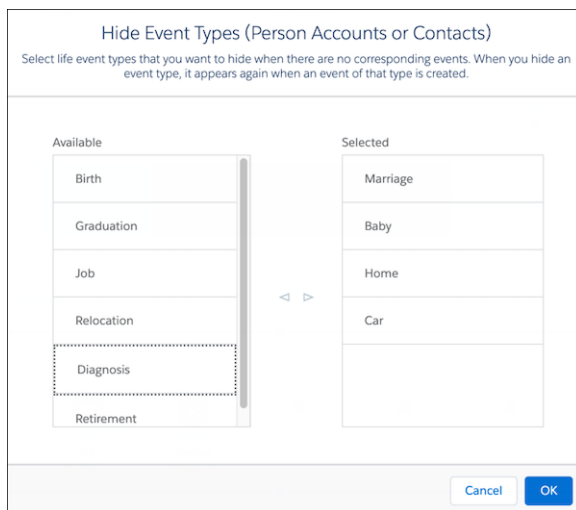 Hide Event Types (Person Accounts or Contacts)
Select life event types that you want to hide when there are no corresponding events. When you hide an
event type, it appears again when an event of that type is created.
Available
Selected
Birth
Graduation
Job
Relocation
Diagnosis
Retirement
Marriage
Baby
Home
Car
Cancel
OK